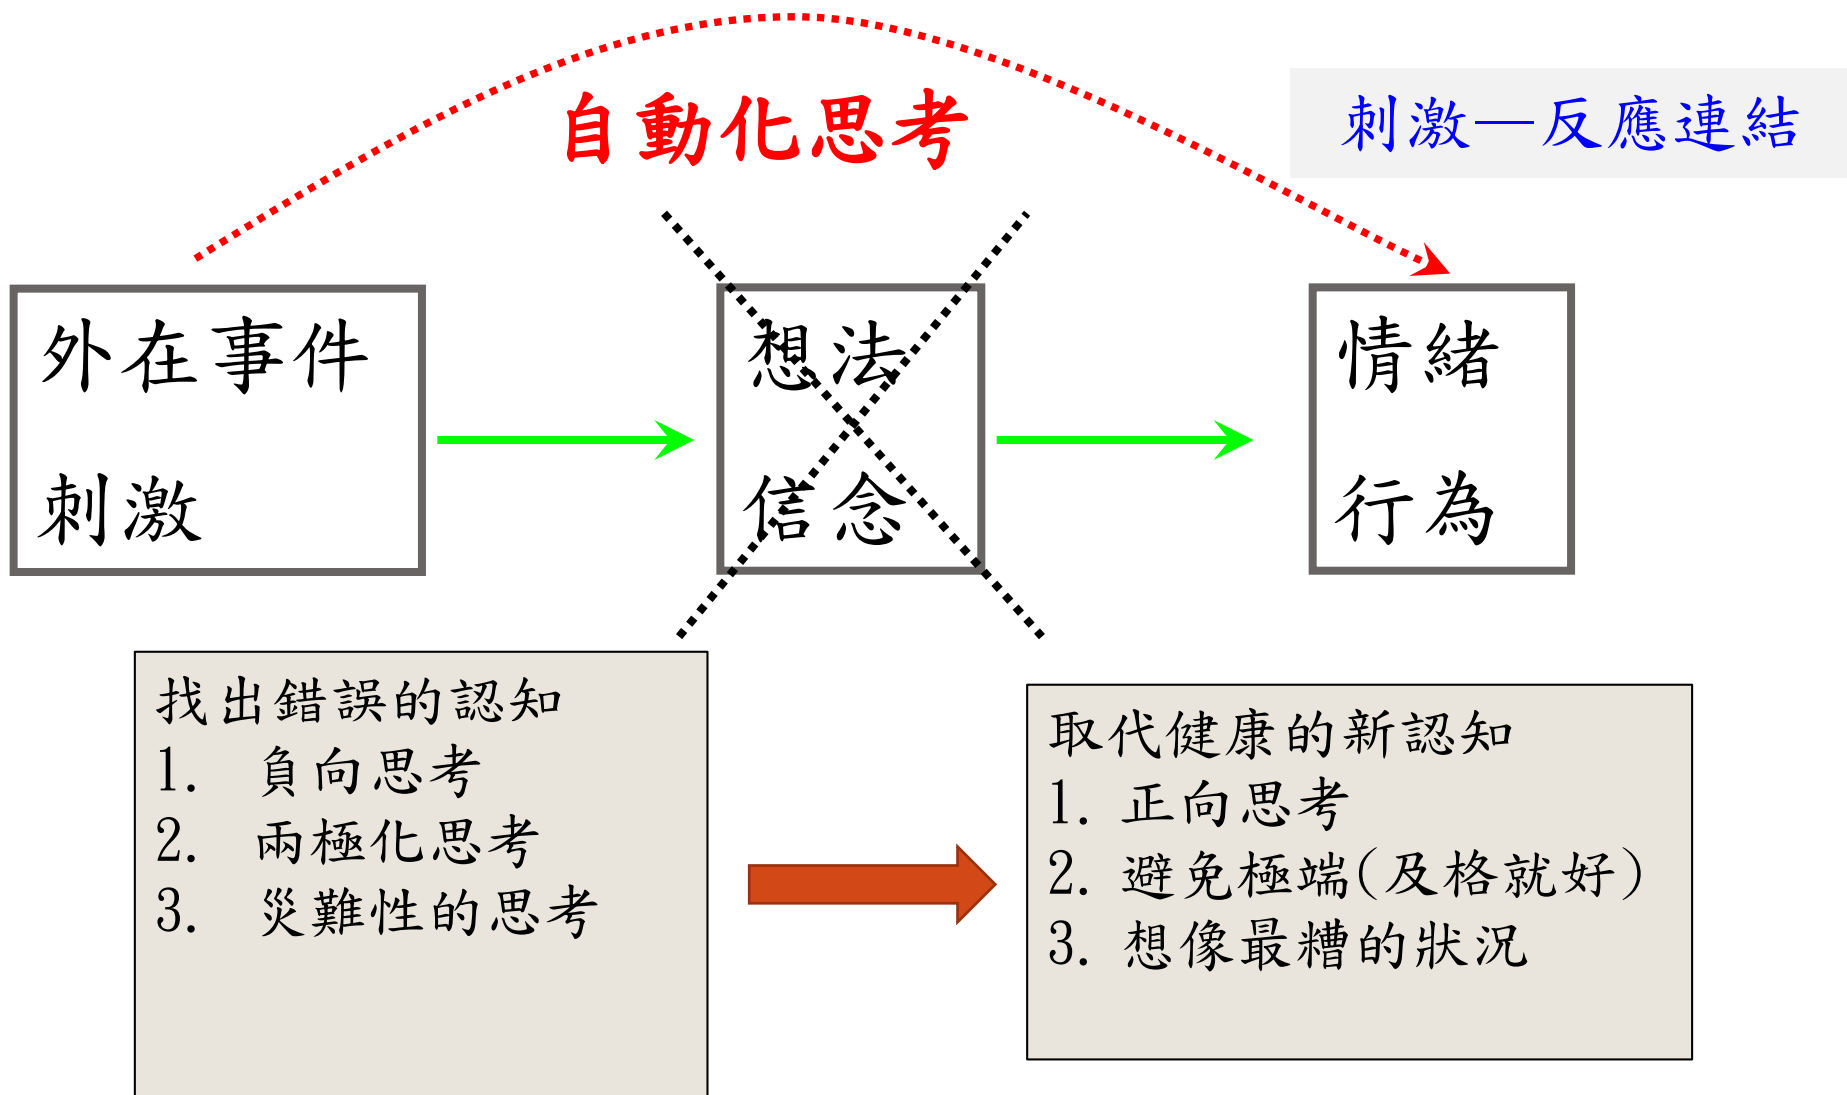 自動化思考
刺激—反應連結
外在事件
刺激
想法
信念
情緒
行為
找出錯誤的認知
1. 負向思考
2. 兩極化思考
3. 災難性的思考
取代健康的新認知
1. 正向思考
2. 避免極端(及格就好)
3. 想像最糟的狀況